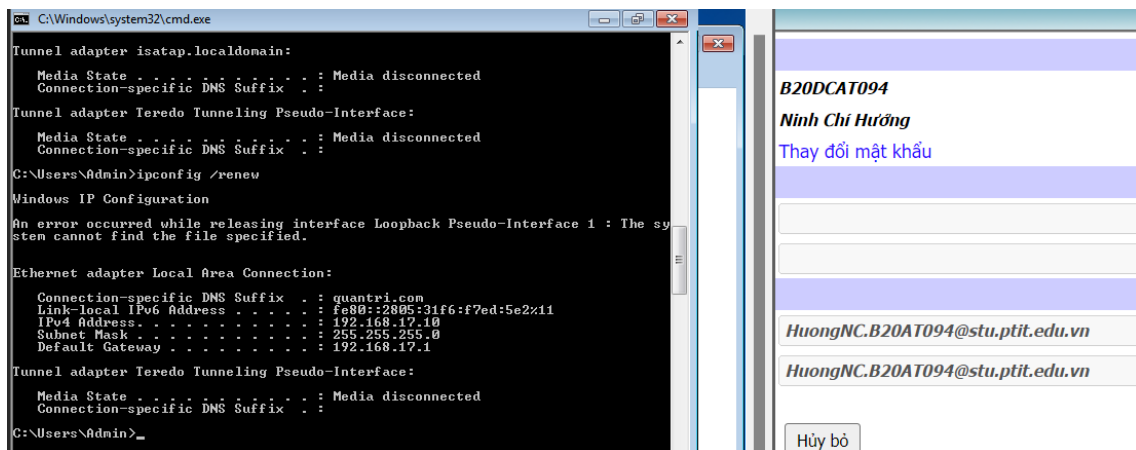 C:\Windows\system32\cmd.exe
Tunnel adapter isatap.localdomain:
Media State . . . . . . . . . . . : Media disconnected
Connection-specific DNS Suffix  . :
Tunnel adapter Teredo Tunneling Pseudo-Interface:
Media State . . . . . . . . . . . : Media disconnected
Connection-specific DNS Suffix  . :
C:\Users\Admin>ipconfig /renew
Windows IP Configuration
An error occurred while releasing interface Loopback Pseudo-Interface 1 : The sy
stem cannot find the file specified.
Ethernet adapter Local Area Connection:
Connection-specific DNS Suffix  . : quantri.com
Link-local IPv6 Address . . . . . : fe80::2805:31f6:f7ed:5e2%11
IPv4 Address. . . . . . . . . . . : 192.168.17.10
Subnet Mask . . . . . . . . . . . : 255.255.255.0
Default Gateway . . . . . . . . . : 192.168.17.1
Tunnel adapter Teredo Tunneling Pseudo-Interface:
Media State . . . . . . . . . . . : Media disconnected
Connection-specific DNS Suffix  . :
C:\Users\Admin>_
B20DCAT094
Ninh Chí Hướng
Thay đổi mật khẩu
HuongNC.B20AT094@stu.ptit.edu.vn
HuongNC.B20AT094@stu.ptit.edu.vn
Hủy bỏ